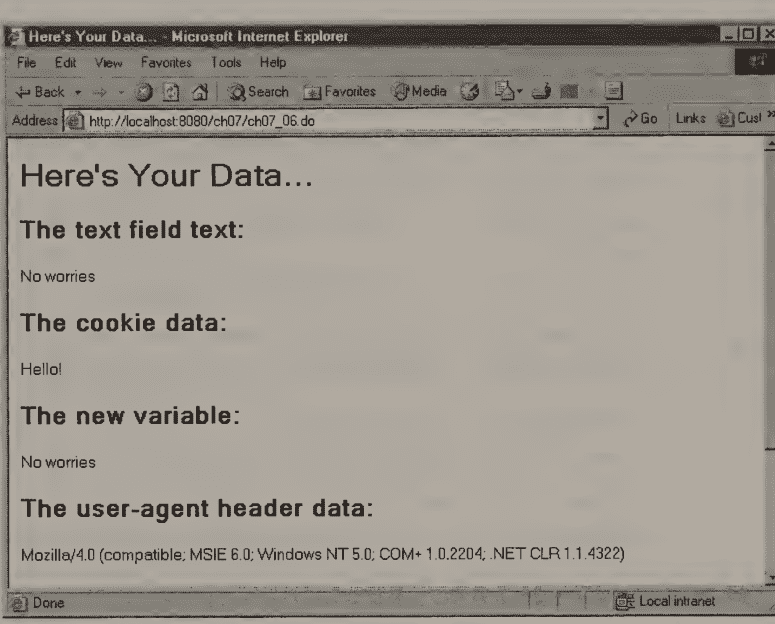 Here's Your Data... - Microsoft Internet Explorer
File Edit View Favorites Tools Help
Back Search Favorites Media
Address http://localhost:8080/ch07/ch07_06.do Go Links Cust
Here's Your Data...
The text field text:
No worries
The cookie data:
Hello!
The new variable:
No worries
The user-agent header data:
Mozilla/4.0 (compatible; MSIE 6.0; Windows NT 5.0; COM+ 1.0.2204; .NET CLR 1.1.4322)
Done Local intranet